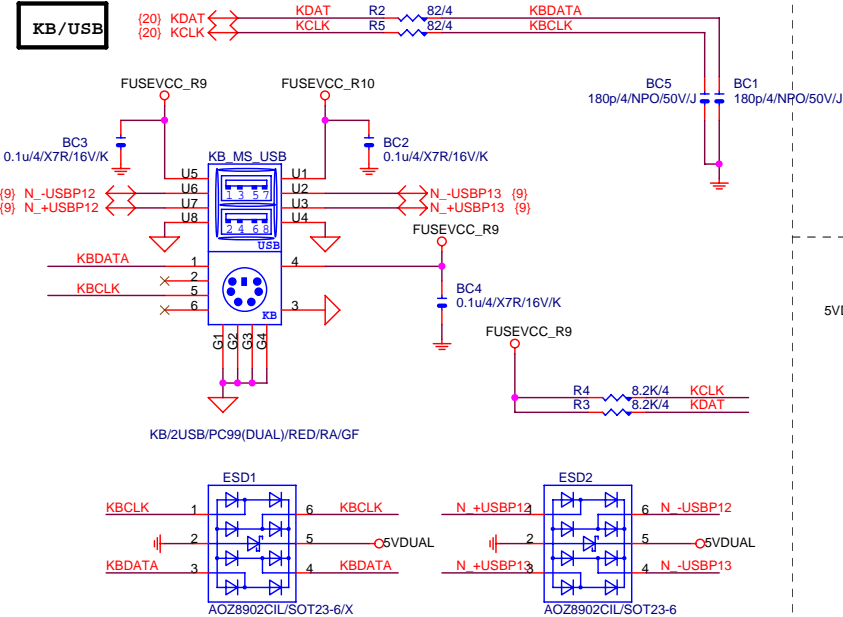 KB/USB
{20} KDAT KDAT R2 82/4 KBDATA
{20} KCLK KCLK R5 82/4 KBCLK
FUSEVCC_R9 FUSEVCC_R10
BC5 BC1
180p/4/NPO/50V/J 180p/4/NPO/50V/J
BC3 BC2
0.1u/4/X7R/16V/K KB_MS_USB 0.1u/4/X7R/16V/K
U5 U1
{9} N_-USBP12 U6 1 3 5 7 U2 N_-USBP13 {9}
{9} N_+USBP12 U7 U3 N_+USBP13 {9}
U8 2 4 6 8 U4
USB
FUSEVCC_R9
KBDATA 1 4
2
KBCLK 5
BC4
0.1u/4/X7R/16V/K
6 KB 3
5V
FUSEVCC_R9
G1 G2 G3 G4
R4 8.2K/4 KCLK
R3 8.2K/4 KDAT
KB/2USB/PC99(DUAL)/RED/RA/GF
ESD1 ESD2
KBCLK 1 6 KBCLK N_+USBP12 1 6 N_-USBP12
2 5 5VDUAL 2 5 5VDUAL
KBDATA 3 4 KBDATA N_+USBP13 3 4 N_-USBP13
AOZ8902CIL/SOT23-6/X AOZ8902CIL/SOT23-6